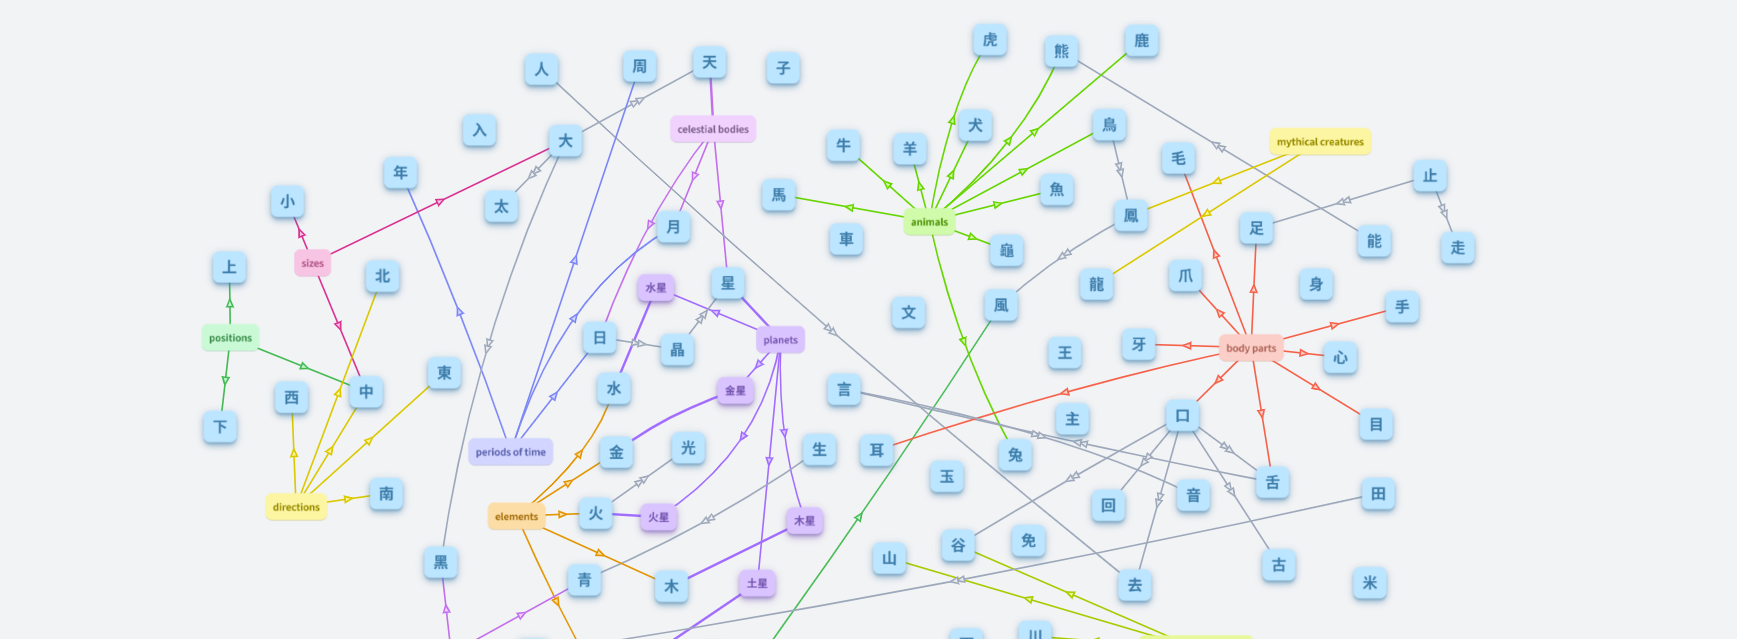 虎
熊
鹿
人
周
天
子
入
大
celestial bodies
牛
羊
犬
鳥
mythical creatures
毛
年
太
小
馬
animals
魚
鳳
止
月
車
龜
足
能
走
上
sizes
北
水星
星
龍
爪
身
手
文
風
positions
日
晶
planets
王
牙
body parts
心
西
中
東
水
金星
言
主
口
目
下
periods of time
金
光
生
耳
玉
兔
回
音
舌
田
directions
南
elements
火
火星
木星
黑
青
木
土星
山
谷
免
去
古
米
川